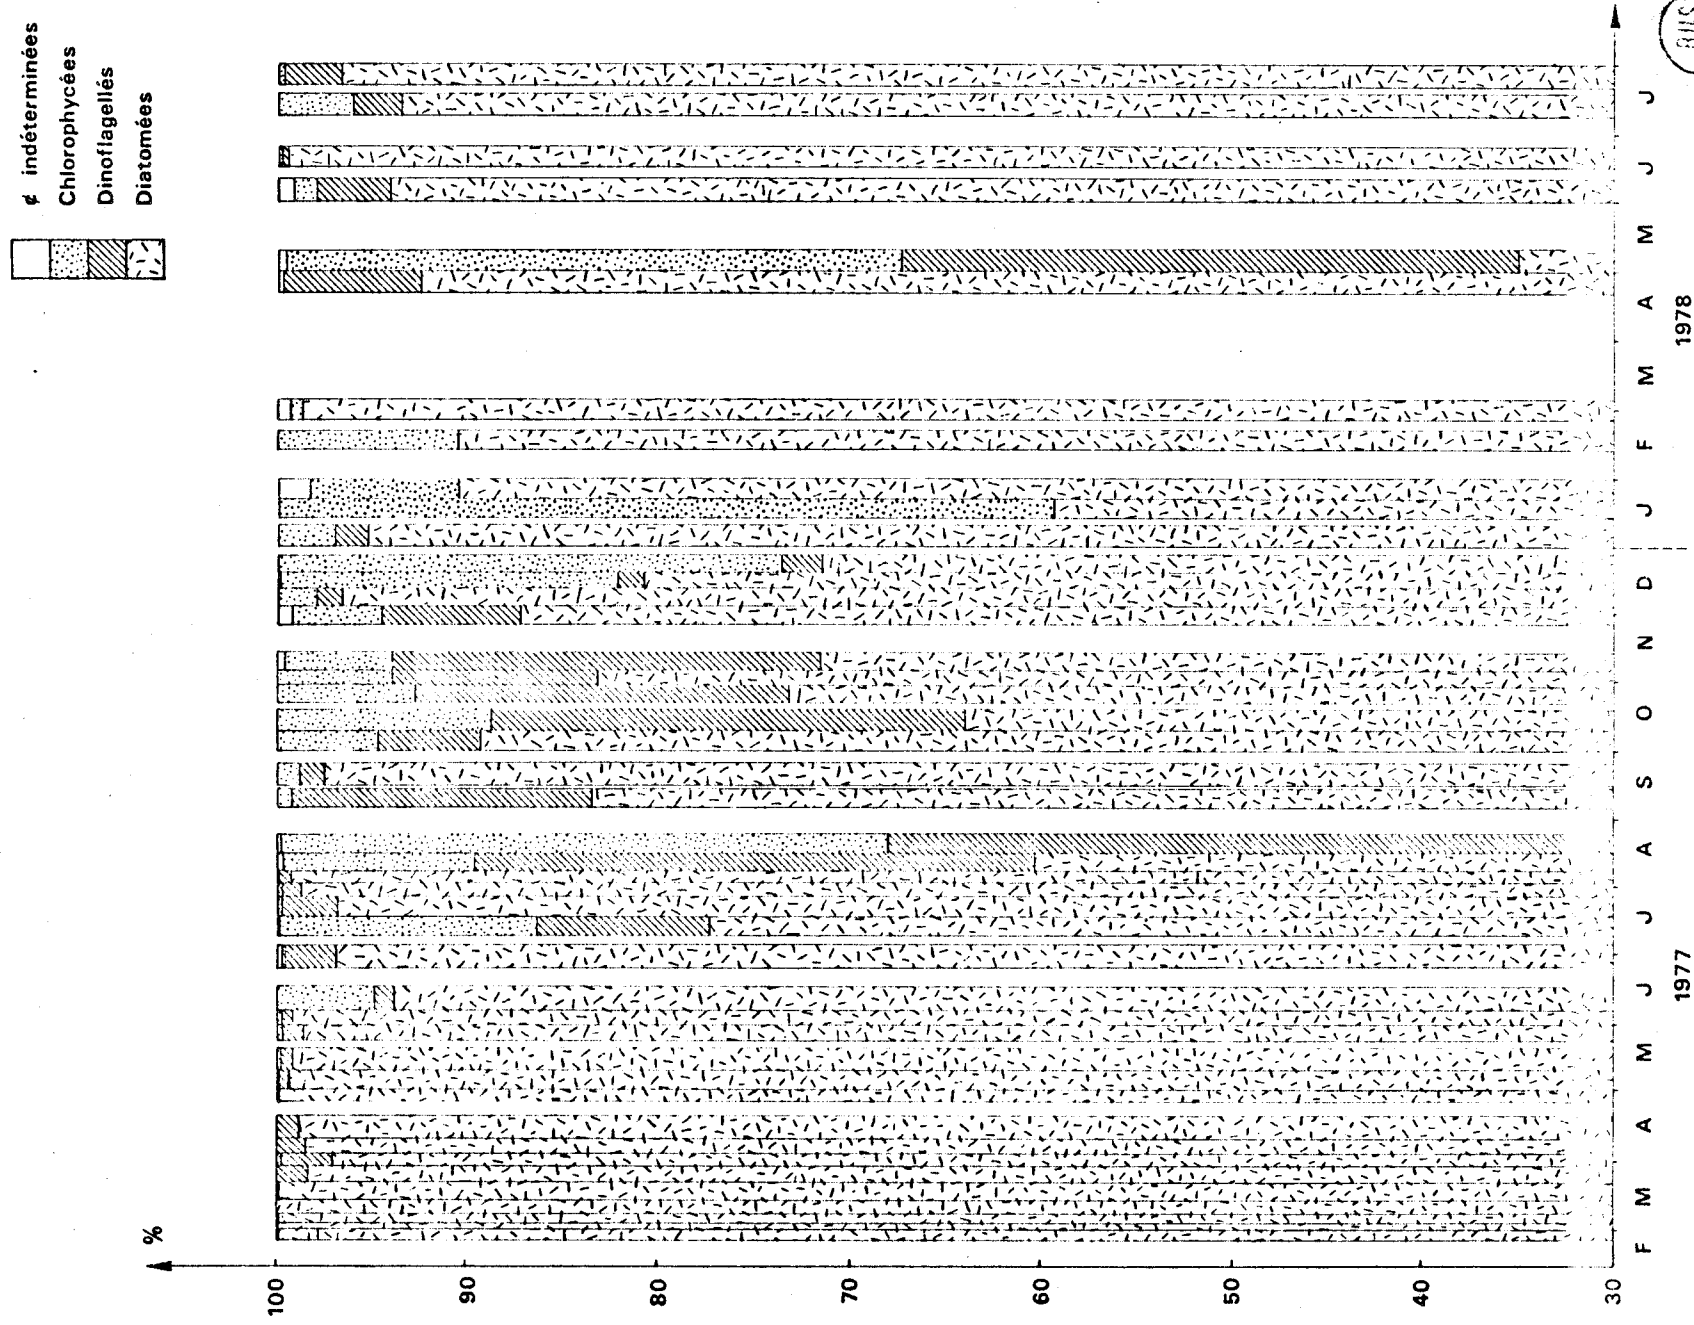 ¢ indéterminées
Chlorophycées
Dinoflagellés
Diatomées
%
100
90
80
70
60
50
40
30
F M A M J J A S O N D J F M A M J J
1977 1978